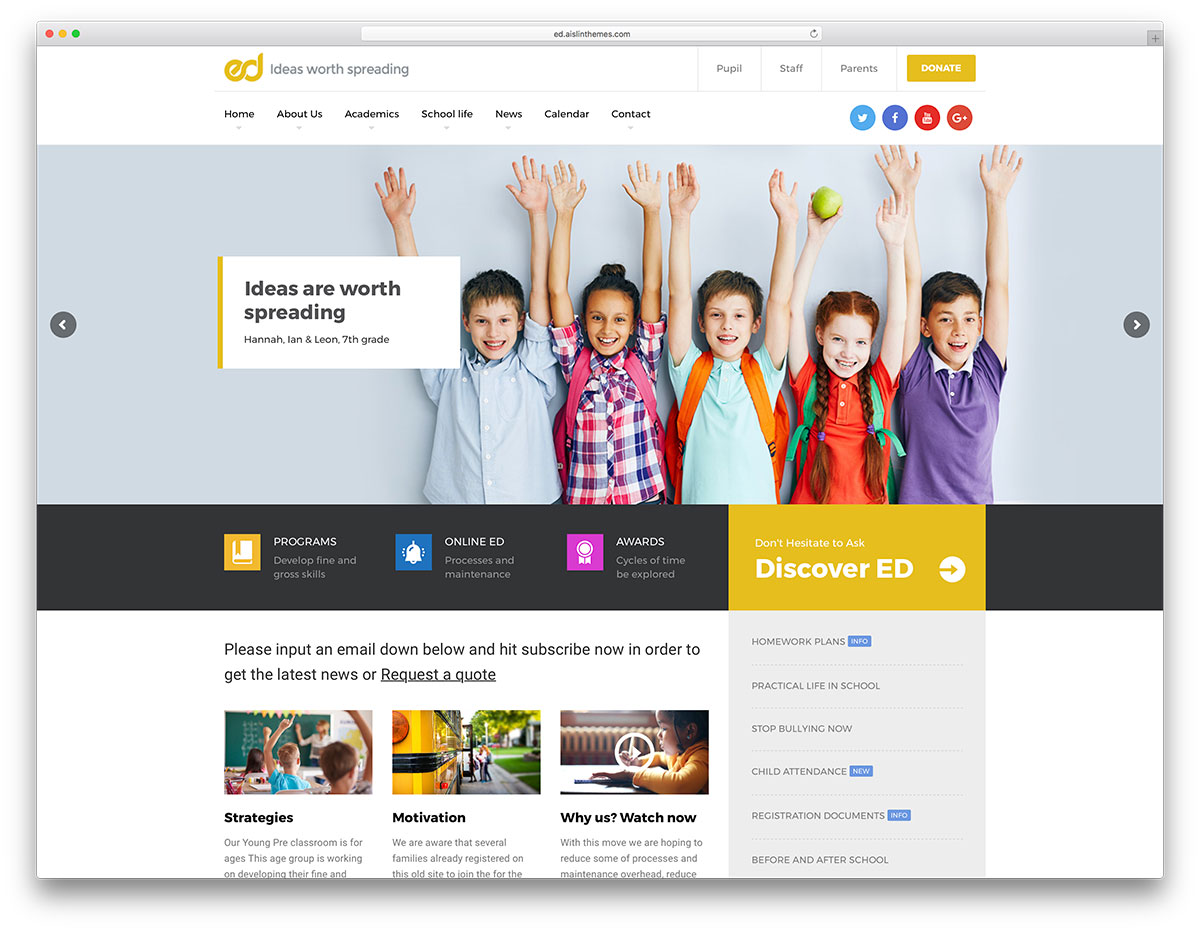 ed.aislinthemes.com
ed Ideas worth spreading
Pupil
Staff
Parents
DONATE
Home
About Us
Academics
School life
News
Calendar
Contact
Ideas are worth
spreading
Hannah, Ian & Leon, 7th grade
PROGRAMS
Develop fine and
gross skills
ONLINE ED
Processes and
maintenance
AWARDS
Cycles of time
be explored
Don't Hesitate to Ask
Discover ED
Please input an email down below and hit subscribe now in order to
get the latest news or Request a quote
Strategies
Our Young Pre classroom is for
ages This age group is working
on developing their fine and
Motivation
We are aware that several
families already registered on
this old site to join the for the
Why us? Watch now
With this move we are hoping to
reduce some of processes and
maintenance overhead, reduce
HOMEWORK PLANS INFO
PRACTICAL LIFE IN SCHOOL
STOP BULLYING NOW
CHILD ATTENDANCE NEW
REGISTRATION DOCUMENTS INFO
BEFORE AND AFTER SCHOOL